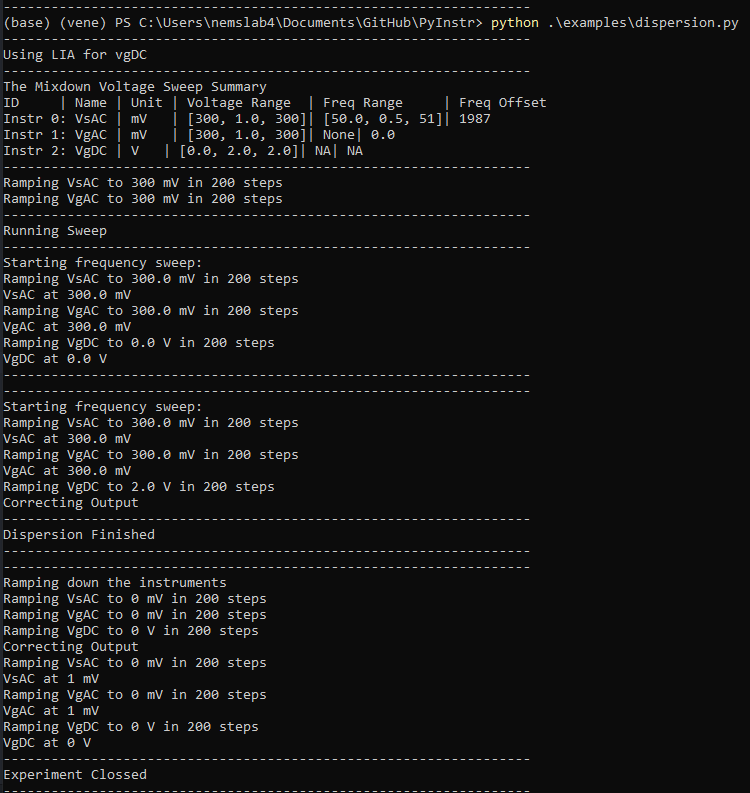 ------------------------------------------------------------------
(base) (vene) PS C:\Users\nemslab4\Documents\GitHub\PyInstr> python .\examples\dispersion.py
------------------------------------------------------------------
Using LIA for vgDC
------------------------------------------------------------------
The Mixdown Voltage Sweep Summary
ID     | Name | Unit | Voltage Range  | Freq Range     | Freq Offset
Instr 0: VsAC | mV   | [300, 1.0, 300]| [50.0, 0.5, 51]| 1987
Instr 1: VgAC | mV   | [300, 1.0, 300]| None| 0.0
Instr 2: VgDC | V   | [0.0, 2.0, 2.0]| NA| NA
------------------------------------------------------------------
Ramping VsAC to 300 mV in 200 steps
Ramping VgAC to 300 mV in 200 steps
------------------------------------------------------------------
Running Sweep
------------------------------------------------------------------
Starting frequency sweep:
Ramping VsAC to 300.0 mV in 200 steps
VsAC at 300.0 mV
Ramping VgAC to 300.0 mV in 200 steps
VgAC at 300.0 mV
Ramping VgDC to 0.0 V in 200 steps
VgDC at 0.0 V
------------------------------------------------------------------
------------------------------------------------------------------
Starting frequency sweep:
Ramping VsAC to 300.0 mV in 200 steps
VsAC at 300.0 mV
Ramping VgAC to 300.0 mV in 200 steps
VgAC at 300.0 mV
Ramping VgDC to 2.0 V in 200 steps
Correcting Output
------------------------------------------------------------------
Dispersion Finished
------------------------------------------------------------------
------------------------------------------------------------------
Ramping down the instruments
Ramping VsAC to 0 mV in 200 steps
Ramping VgAC to 0 mV in 200 steps
Ramping VgDC to 0 V in 200 steps
Correcting Output
Ramping VsAC to 0 mV in 200 steps
VsAC at 1 mV
Ramping VgAC to 0 mV in 200 steps
VgAC at 1 mV
Ramping VgDC to 0 V in 200 steps
VgDC at 0 V
------------------------------------------------------------------
Experiment Clossed
------------------------------------------------------------------